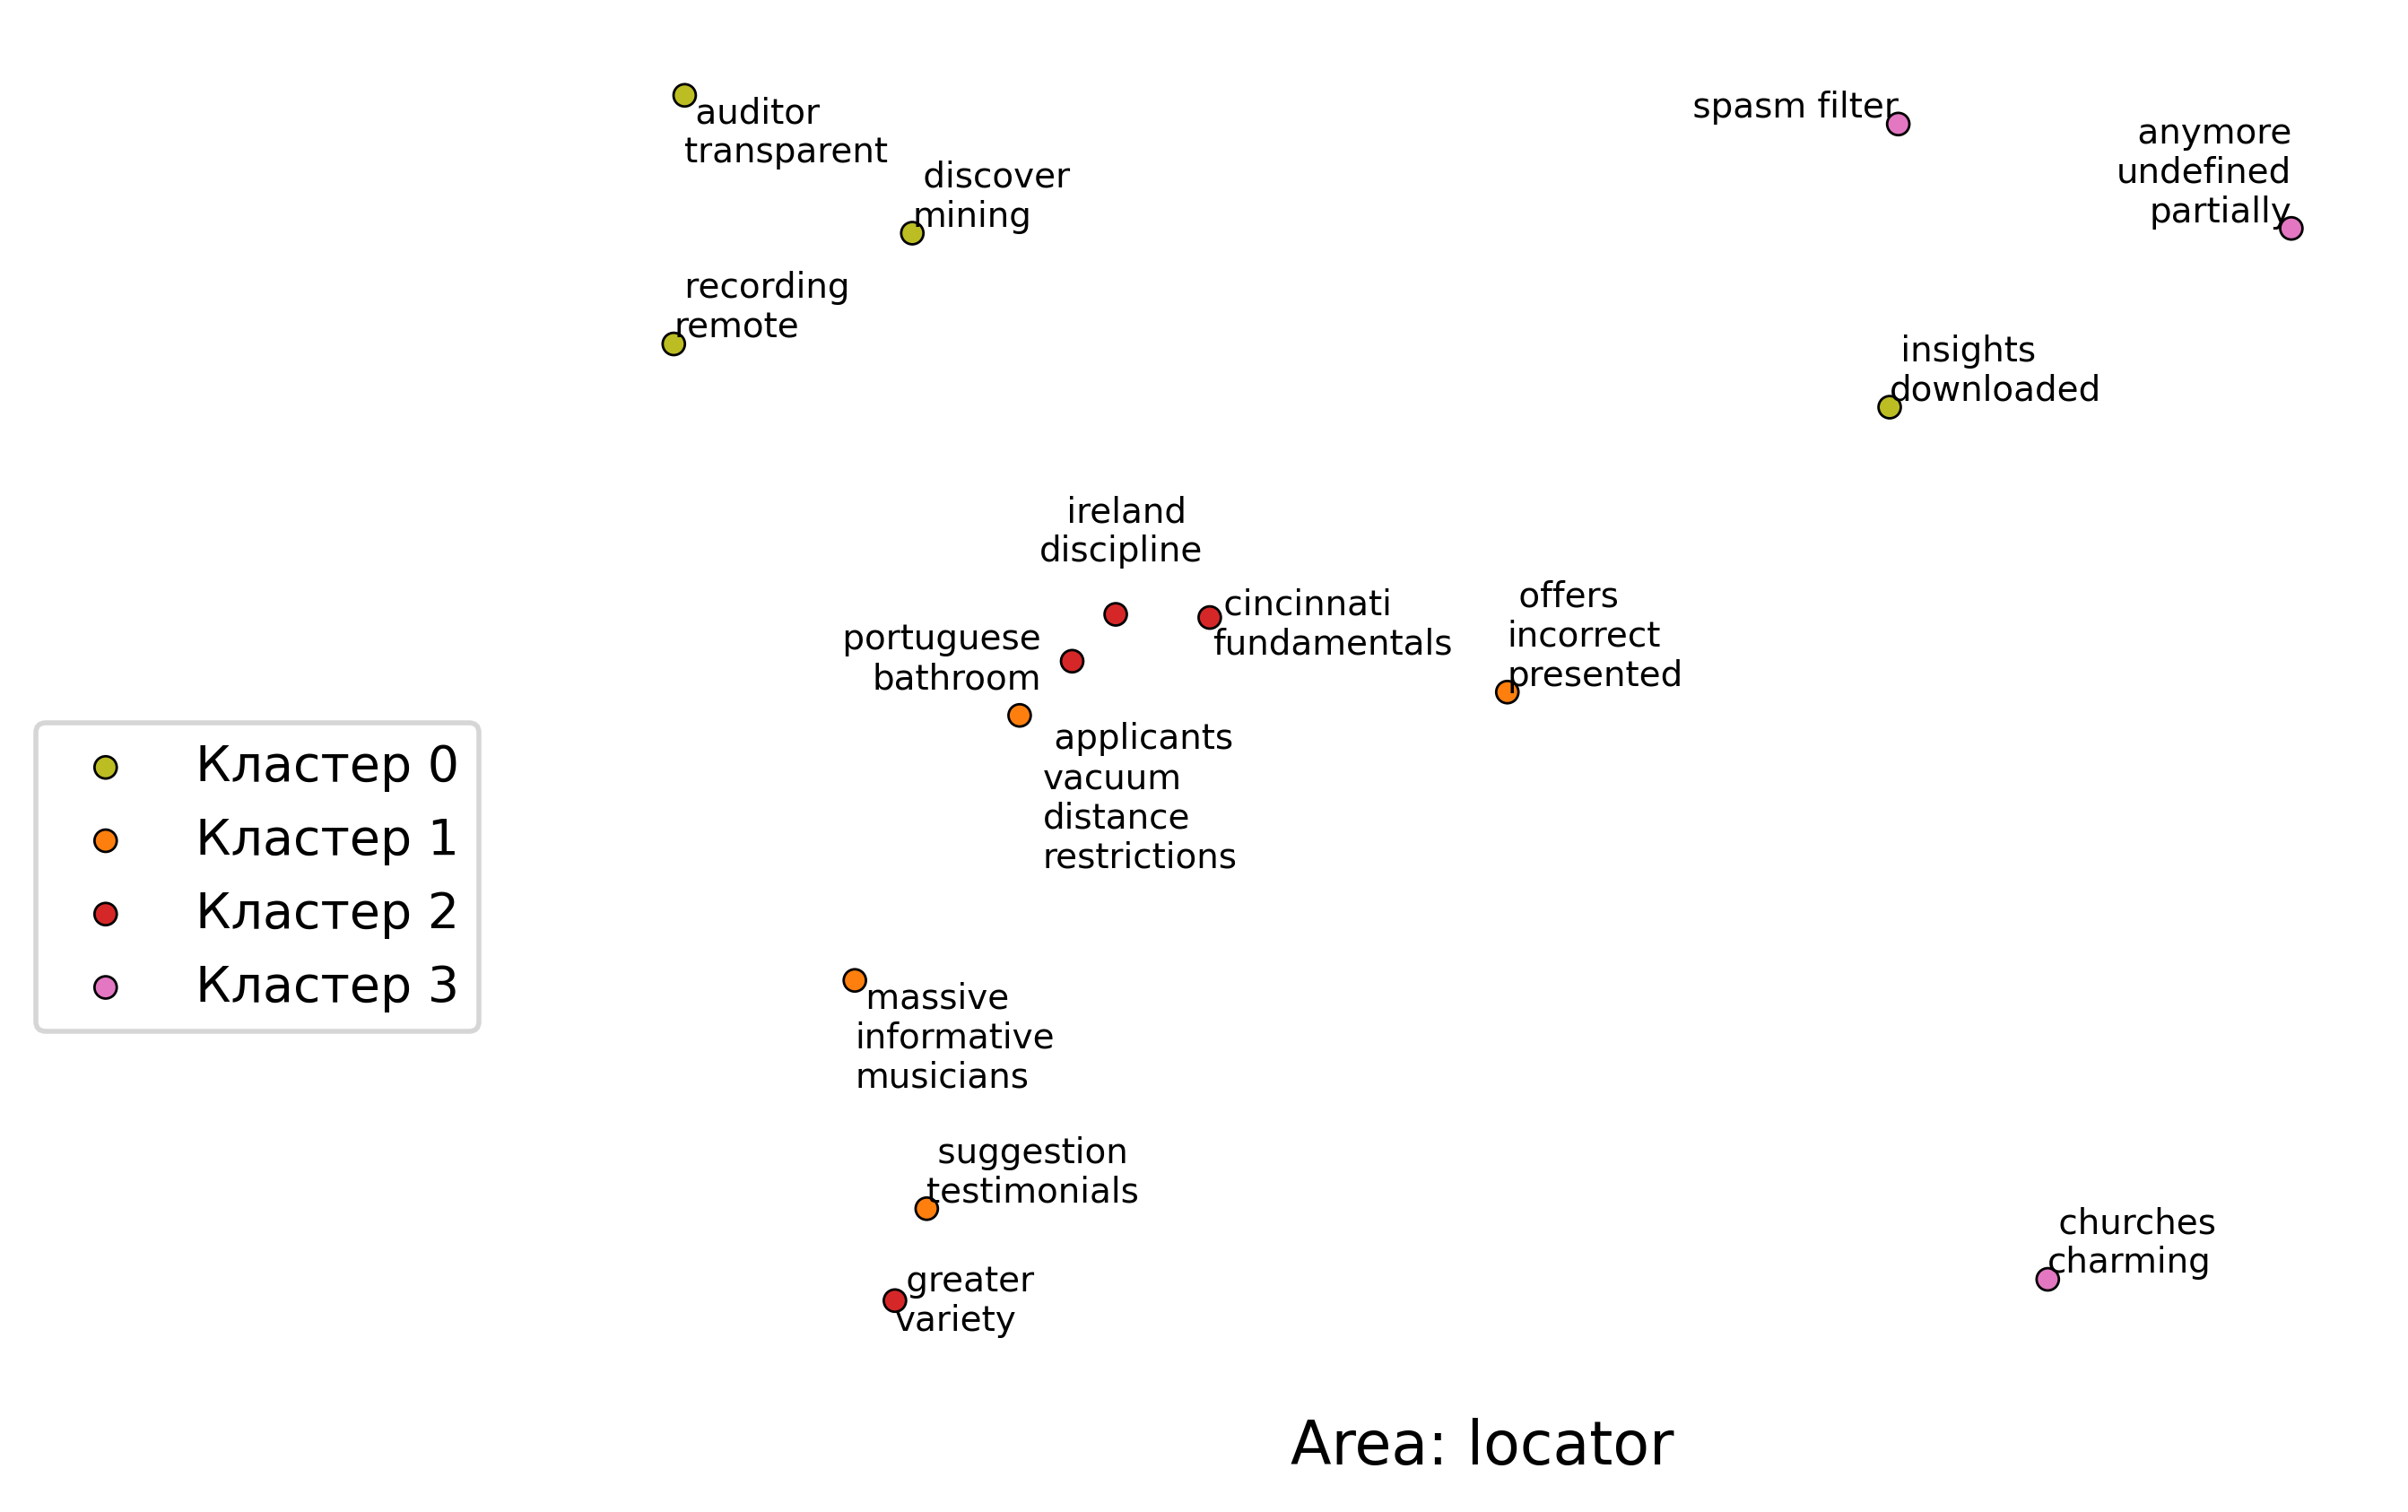 auditor
transparent
discover
mining
recording
remote
spasm filter
anymore
undefined
partially
insights
downloaded
ireland
discipline
cincinnati
fundamentals
portuguese
bathroom
offers
incorrect
presented
applicants
vacuum
distance
restrictions
Кластер 0
Кластер 1
Кластер 2
Кластер 3
massive
informative
musicians
suggestion
testimonials
greater
variety
churches
charming
Area: locator